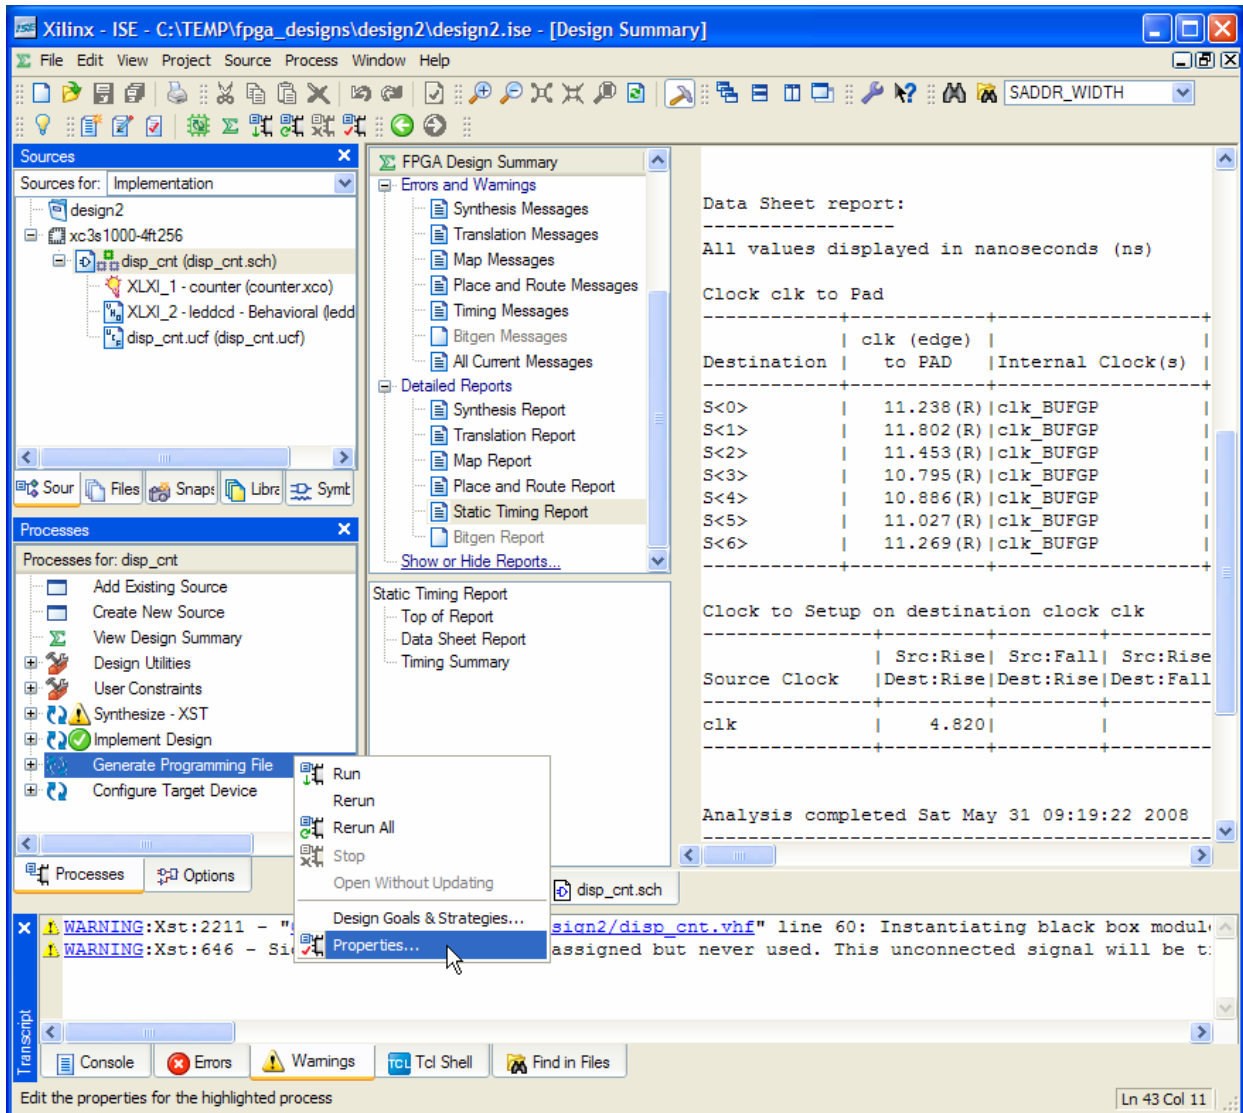 Xilinx - ISE - C:\TEMP\fpga_designs\design2\design2.ise - [Design Summary]
File Edit View Project Source Process Window Help
SADDR_WIDTH
Sources
Sources for: Implementation
design2
xc3s1000-4ft256
disp_cnt (disp_cnt.sch)
XLXI_1 - counter (counter.xco)
XLXI_2 - leddcd - Behavioral (ledd
disp_cnt.ucf (disp_cnt.ucf)
Sour Files Snaps Libra Symb
Processes
Processes for: disp_cnt
Add Existing Source
Create New Source
View Design Summary
Design Utilities
User Constraints
Synthesize - XST
Implement Design
Generate Programming File
Configure Target Device
Processes Options
FPGA Design Summary
Errors and Warnings
Synthesis Messages
Translation Messages
Map Messages
Place and Route Messages
Timing Messages
Bitgen Messages
All Current Messages
Detailed Reports
Synthesis Report
Translation Report
Map Report
Place and Route Report
Static Timing Report
Bitgen Report
Show or Hide Reports...
Static Timing Report
Top of Report
Data Sheet Report
Timing Summary
Data Sheet report:
-----------------
All values displayed in nanoseconds (ns)
Clock clk to Pad
------------+------------+------------------+
| clk (edge) | |
Destination | to PAD |Internal Clock(s) |
------------+------------+------------------+
S<0> | 11.238(R)|clk_BUFGP |
S<1> | 11.802(R)|clk_BUFGP |
S<2> | 11.453(R)|clk_BUFGP |
S<3> | 10.795(R)|clk_BUFGP |
S<4> | 10.886(R)|clk_BUFGP |
S<5> | 11.027(R)|clk_BUFGP |
S<6> | 11.269(R)|clk_BUFGP |
------------+------------+------------------+
Clock to Setup on destination clock clk
---------------+---------+---------+---------
| Src:Rise| Src:Fall| Src:Rise
Source Clock |Dest:Rise|Dest:Rise|Dest:Fall
---------------+---------+---------+---------
clk | 4.820| |
---------------+---------+---------+---------
Analysis completed Sat May 31 09:19:22 2008
disp_cnt.sch
Run
Rerun
Rerun All
Stop
Open Without Updating
Design Goals & Strategies...
Properties...
WARNING:Xst:2211 - " sign2/disp_cnt.vhf" line 60: Instantiating black box modul
WARNING:Xst:646 - Si assigned but never used. This unconnected signal will be t
Transcript
Console Errors Warnings Tcl Shell Find in Files
Edit the properties for the highlighted process
Ln 43 Col 11